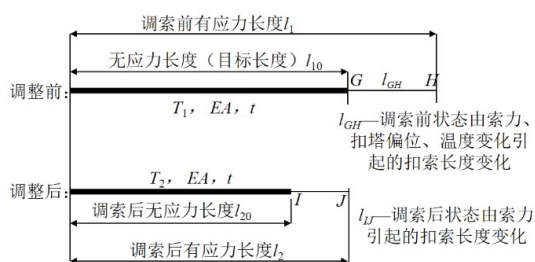 调索前有应力长度l₁
无应力长度（目标长度）l₁₀
G l_GH H
调整前:
T₁， EA，t
l_GH—调索前状态由索力、
扣塔偏位、温度变化引
起的扣索长度变化
T₂， EA，t
调整后:
I J
调索后无应力长度l₂₀
l_IJ—调索后状态由索力
引起的扣索长度变化
调索后有应力长度l₂